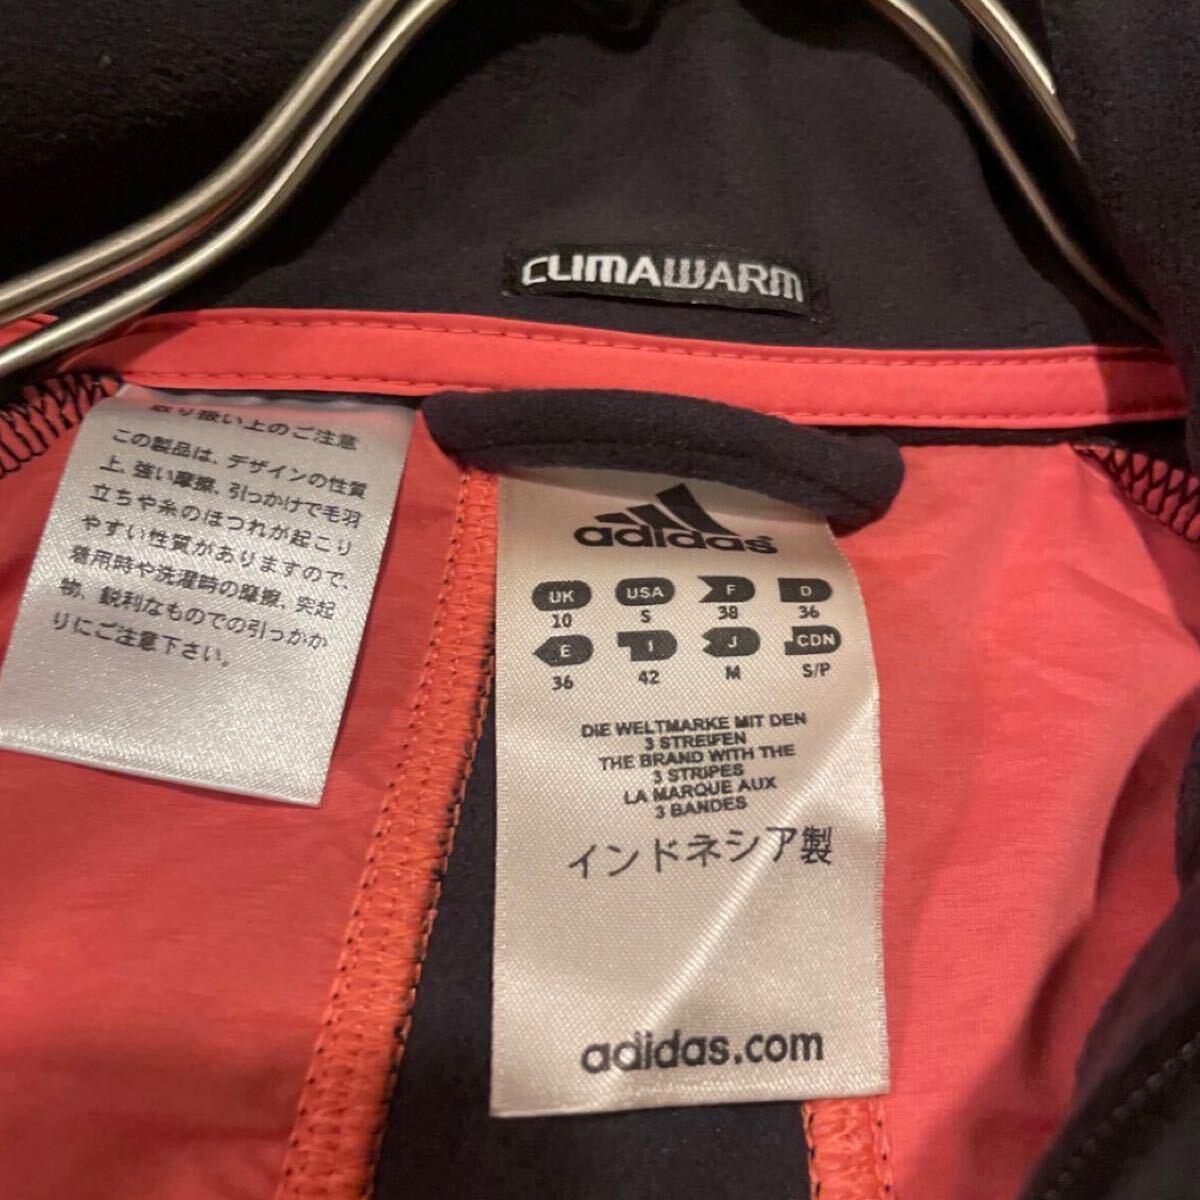 CLIMAWARM
取り扱い上のご注意
この製品は、デザインの性質
上、強い摩擦、引っかけで毛羽
立ちや糸のほつれが起こり
やすい性質がありますので、
着用時や洗濯時の摩擦、突起
物、鋭利なものでの引っかか
りにご注意下さい。
adidas
UK USA F D
10 S 38 36
E I J CDN
36 42 M S/P
DIE WELTMARKE MIT DEN
3 STREIFEN
THE BRAND WITH THE
3 STRIPES
LA MARQUE AUX
3 BANDES
インドネシア製
adidas.com